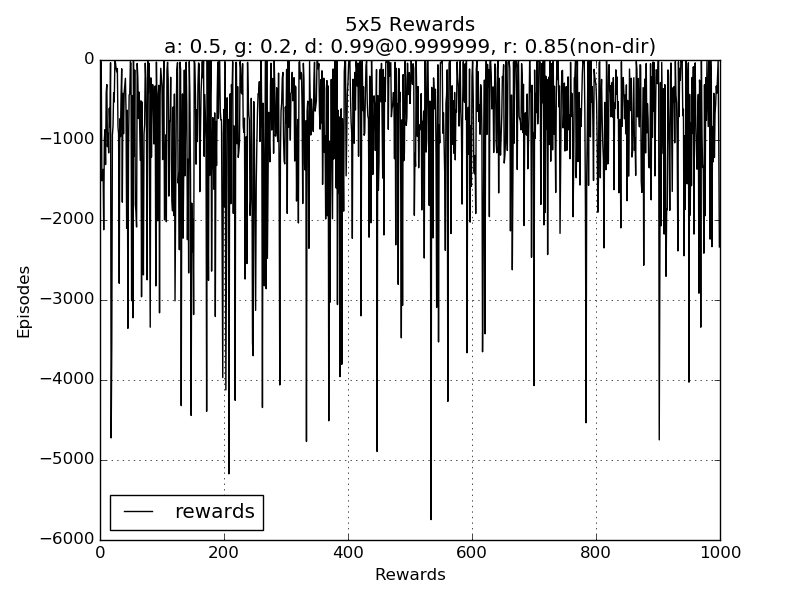 5x5 Rewards
a: 0.5, g: 0.2, d: 0.99@0.999999, r: 0.85(non-dir)
0
−1000
−2000
−3000
−4000
−5000
−6000
Episodes
rewards
0 200 400 600 800 1000
Rewards